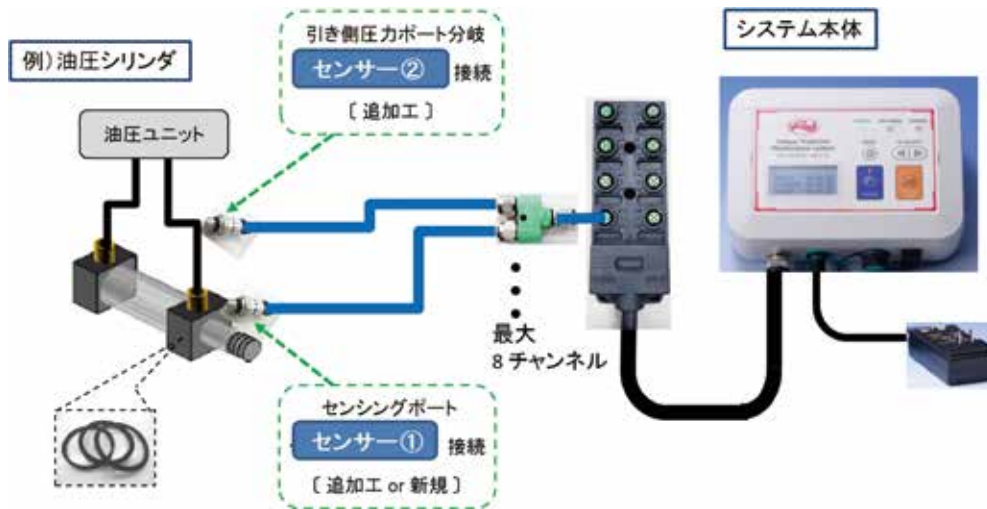 例）油圧シリンダ
引き側圧力ポート分岐
センサー② 接続
〔 追加工 〕
システム本体
油圧ユニット
最大
8 チャンネル
センシングポート
センサー① 接続
〔 追加工 or 新規 〕